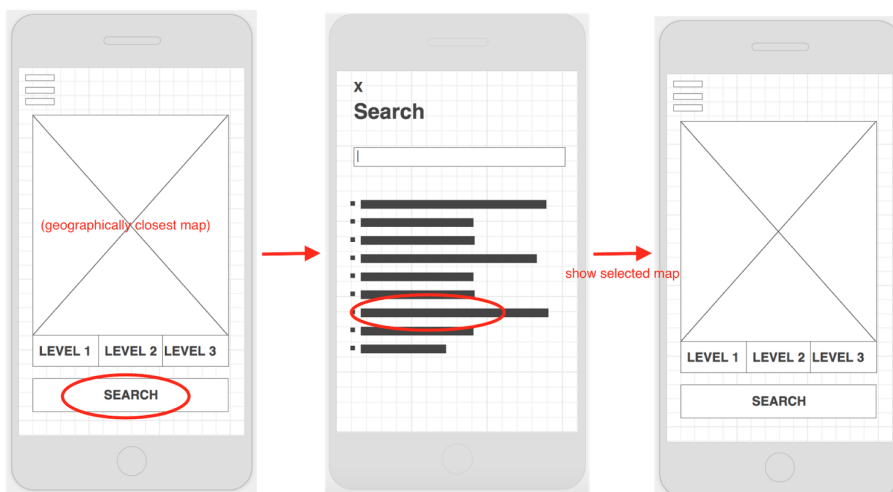 (geographically closest map)
LEVEL 1 LEVEL 2 LEVEL 3
SEARCH
x
Search
show selected map
LEVEL 1 LEVEL 2 LEVEL 3
SEARCH